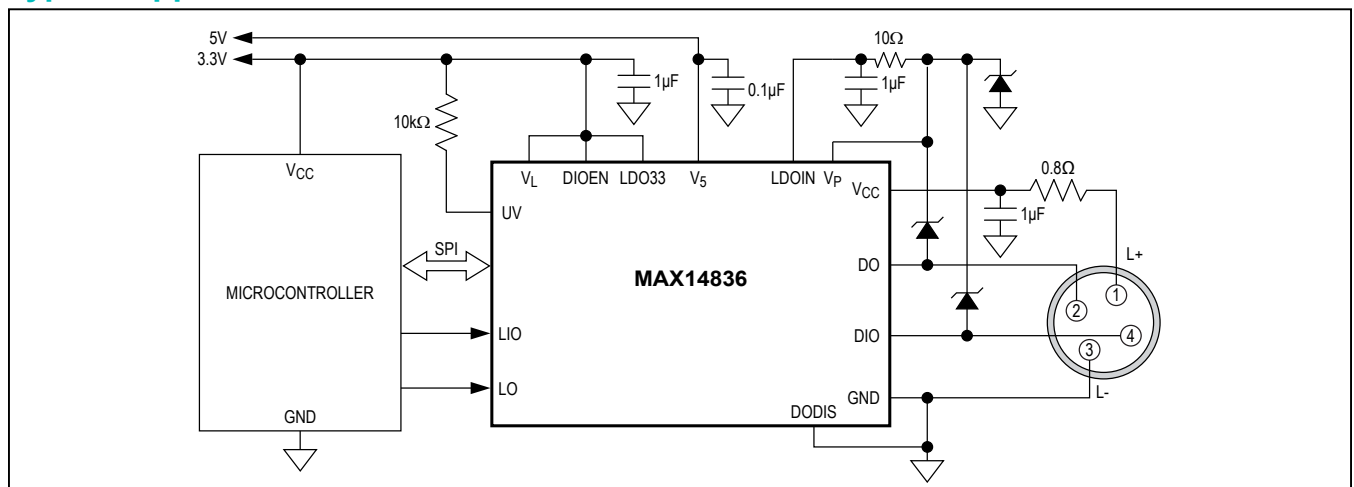 5V
3.3V
10Ω
1µF
0.1µF
1µF
10kΩ
0.8Ω
VCC
VL
DIOEN
LDO33
V5
LDOIN
VP
VCC
1µF
UV
SPI
L+
MAX14836
DO
MICROCONTROLLER
1
2
LIO
DIO
4
3
LO
GND
L-
GND
DODIS